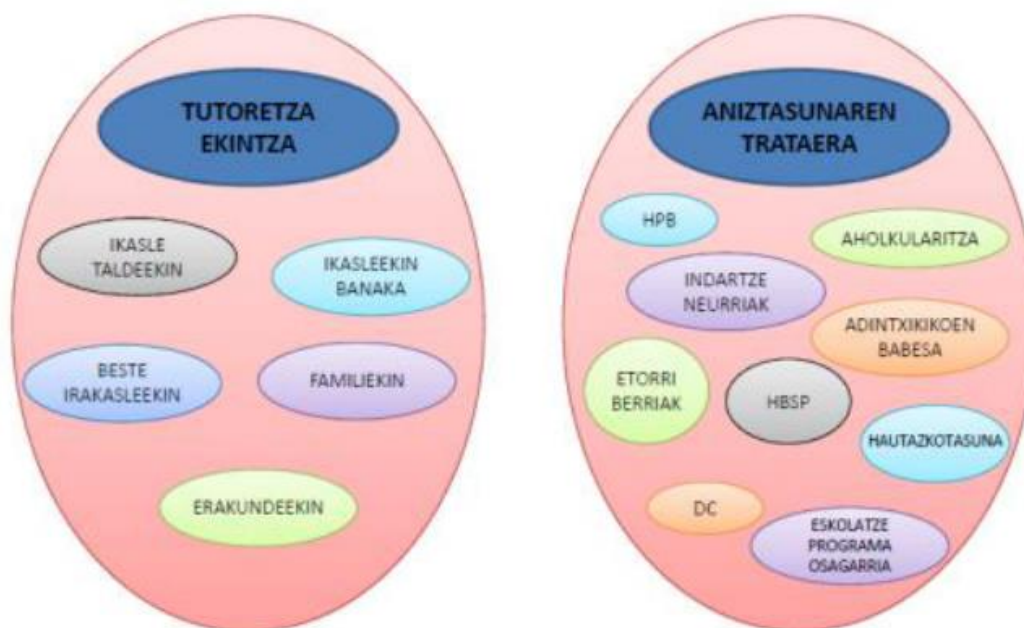 TUTORETZA
EKINTZA
IKASLE
TALDEEKIN
IKASLEEKIN
BANAKA
BESTE
IRAKASLEEKIN
FAMILIEKIN
ERAKUNDEEKIN
ANIZTASUNAREN
TRATAERA
HPB
AHOLKULARITZA
INDARTZE
NEURRIAK
ADINTXIKIKOEN
BABESA
ETORRI
BERRIAK
HBSP
HAUTAZKOTASUNA
DC
ESKOLATZE
PROGRAMA
OSAGARRIA